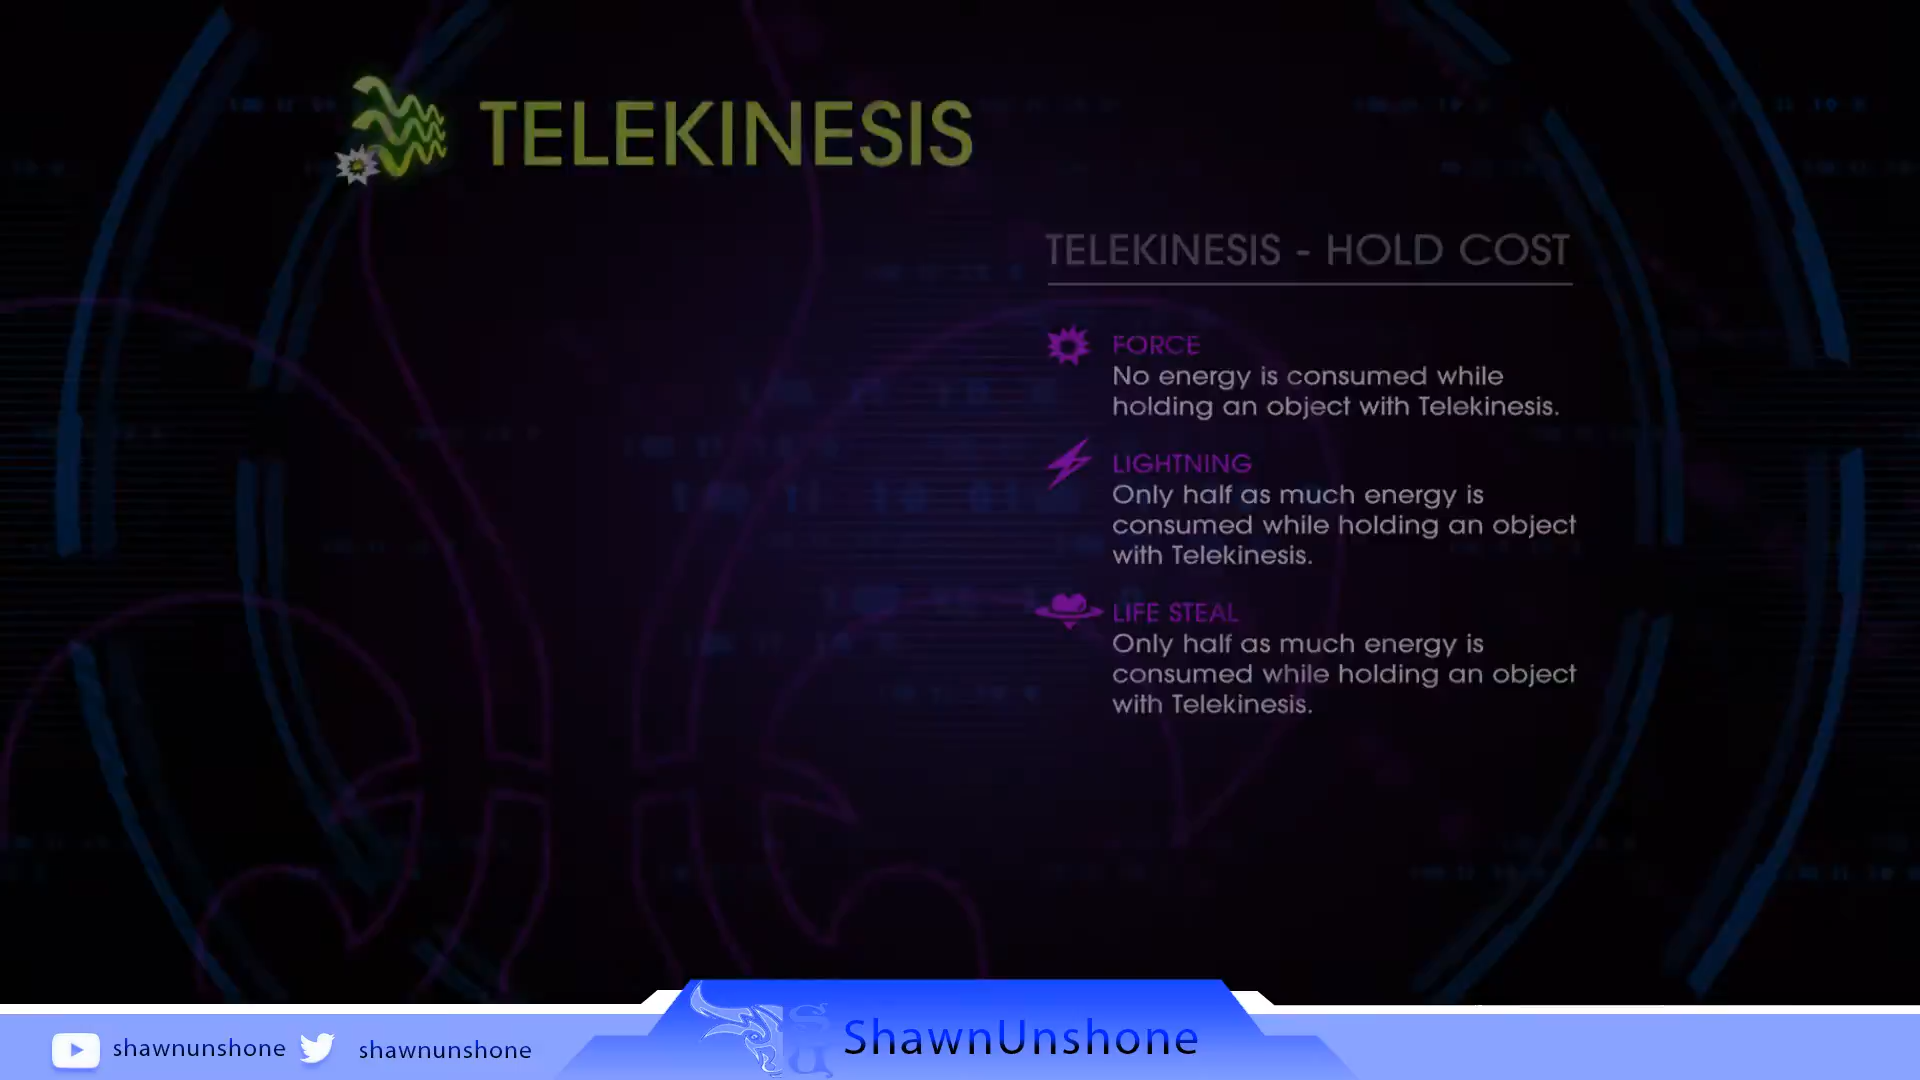 TELEKINESIS
TELEKINESIS - HOLD COST
FORCE
No energy is consumed while
holding an object with Telekinesis.
LIGHTNING
Only half as much energy is
consumed while holding an object
with Telekinesis.
LIFE STEAL
Only half as much energy is
consumed while holding an object
with Telekinesis.
shawnunshone
shawnunshone
SU
ShawnUnshone